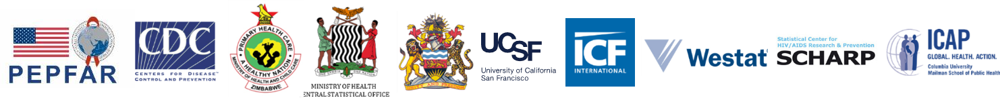 PEPFAR
CDC
CENTERS FOR DISEASE™
CONTROL AND PREVENTION
PRIMARY HEALTH CARE
A HEALTHY NATION
MINISTRY OF HEALTH AND CHILD CARE
ZIMBABWE
MINISTRY OF HEALTH
ENTRAL STATISTICAL OFFICE
UNITY AND FREEDOM
UCSF
University of California
San Francisco
ICF
INTERNATIONAL
Westat
Statistical Center for
HIV/AIDS Research & Prevention
SCHARP
ICAP
GLOBAL. HEALTH. ACTION.
Columbia University
Mailman School of Public Health